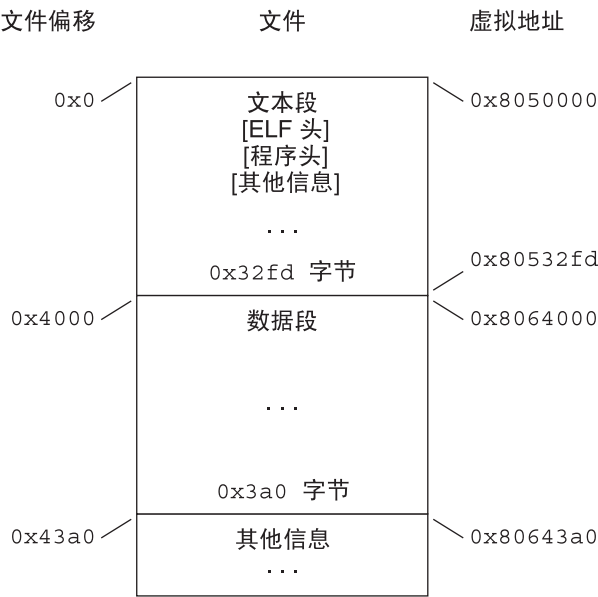 文件偏移 文件 虚拟地址
0x0 0x8050000
文本段
[ELF 头]
[程序头]
[其他信息]
...
0x80532fd
0x32fd 字节
0x4000 数据段 0x8064000
...
0x3a0 字节
0x43a0 其他信息 0x80643a0
...